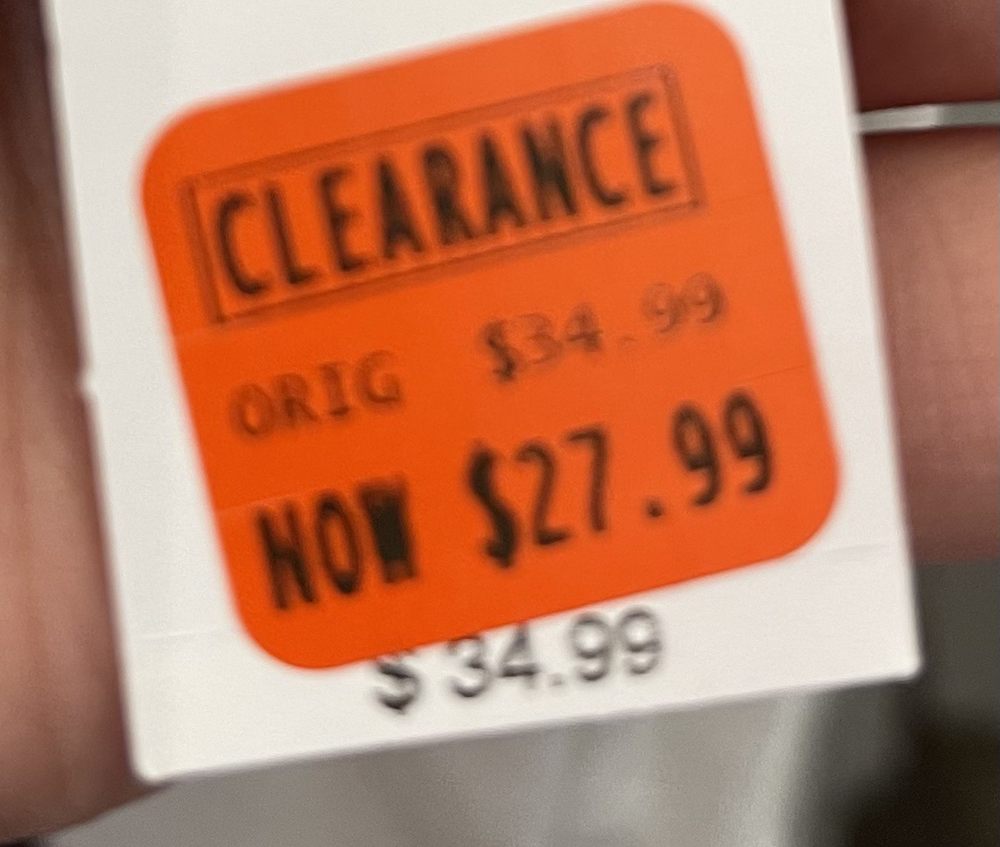 CLEARANCE
ORIG $34.99
NOW $27.99
$ 34.99